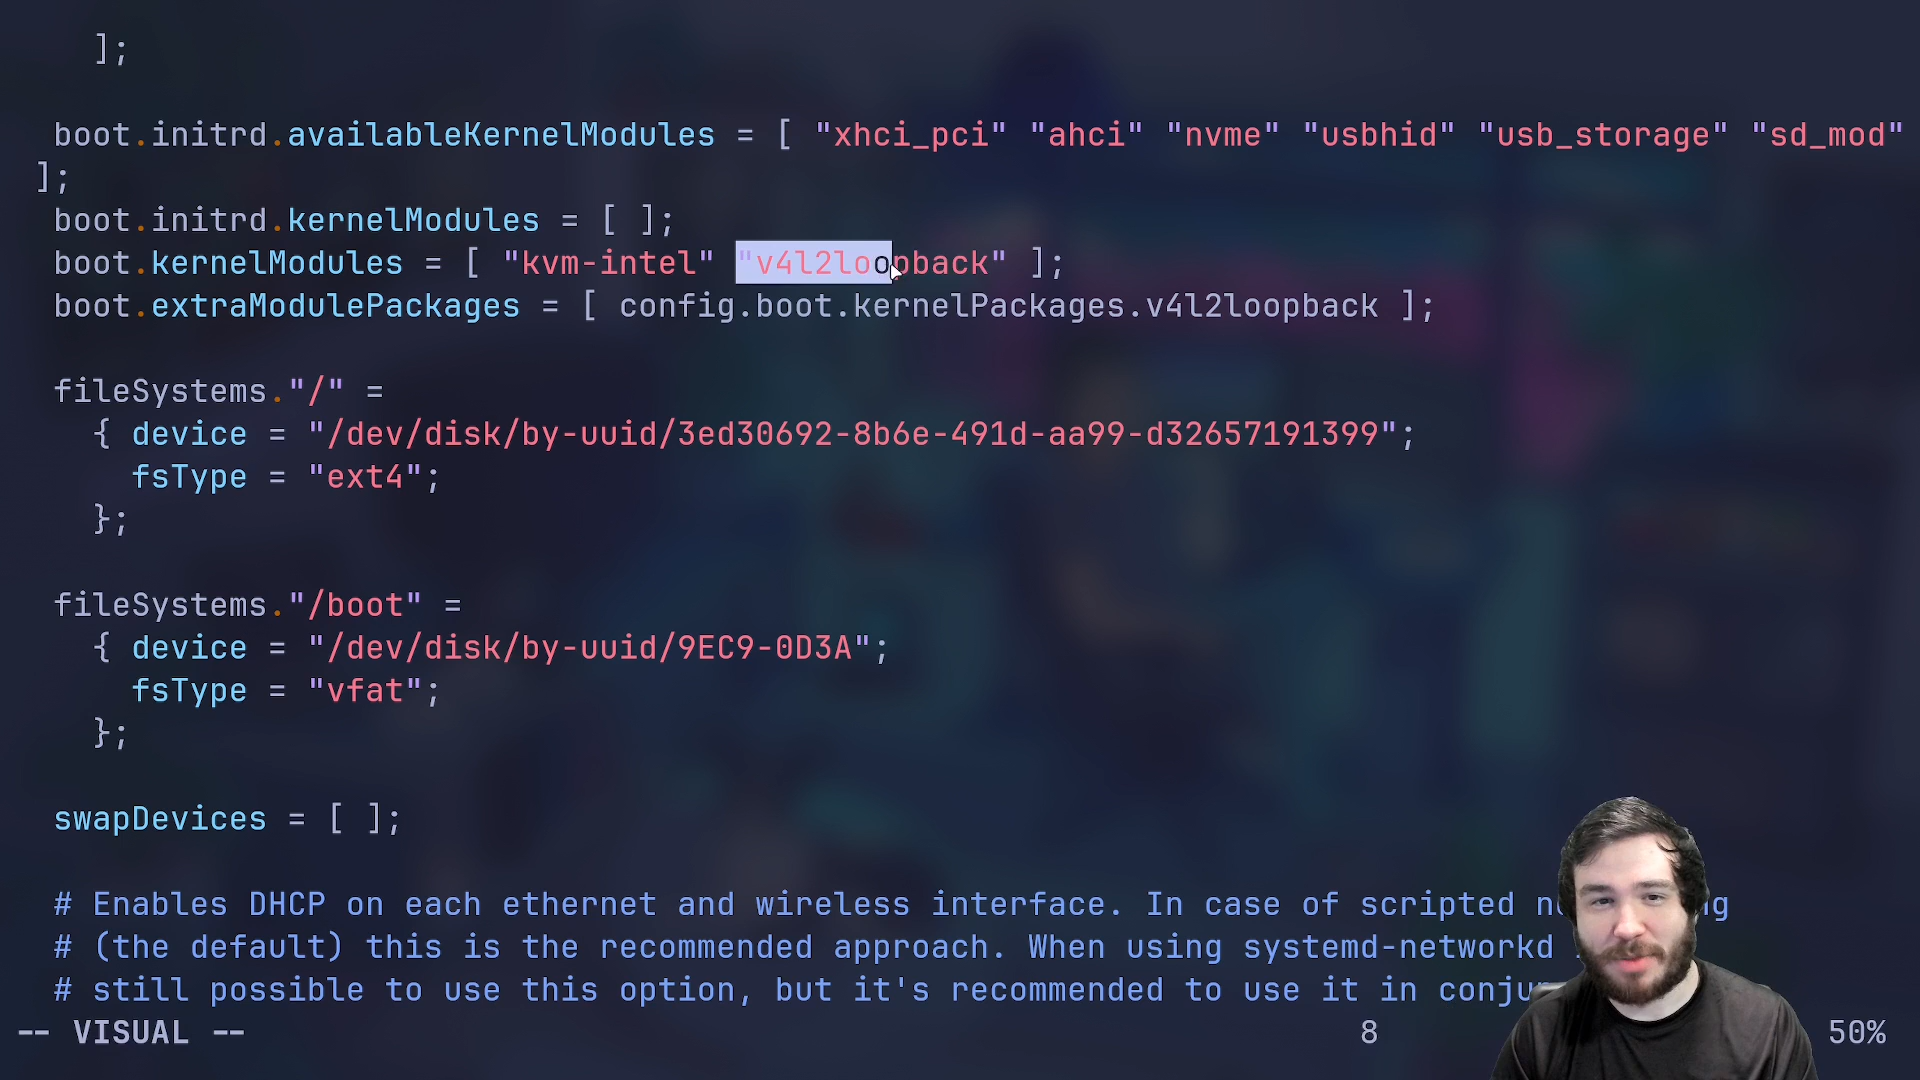 ];
boot.initrd.availableKernelModules = [ "xhci_pci" "ahci" "nvme" "usbhid" "usb_storage" "sd_mod"
];
boot.initrd.kernelModules = [ ];
boot.kernelModules = [ "kvm-intel" "v4l2loopback" ];
boot.extraModulePackages = [ config.boot.kernelPackages.v4l2loopback ];
fileSystems."/" =
{ device = "/dev/disk/by-uuid/3ed30692-8b6e-491d-aa99-d32657191399";
fsType = "ext4";
};
fileSystems."/boot" =
{ device = "/dev/disk/by-uuid/9EC9-0D3A";
fsType = "vfat";
};
swapDevices = [ ];
# Enables DHCP on each ethernet and wireless interface. In case of scripted
# (the default) this is the recommended approach. When using systemd-networkd
# still possible to use this option, but it's recommended to use it in
-- VISUAL -- 8 50%